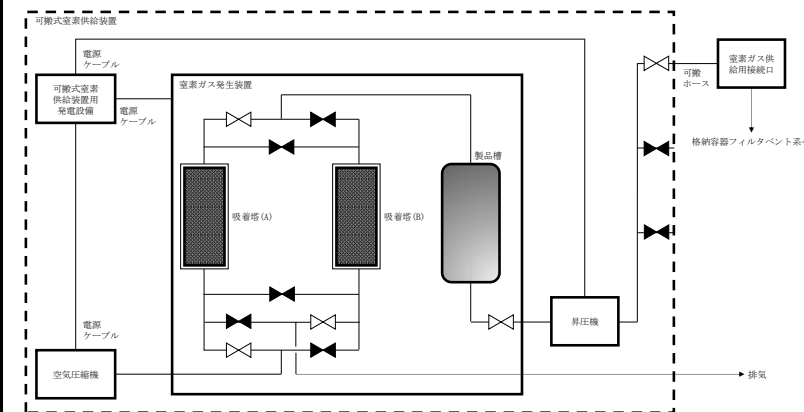 可搬式窒素供給装置
電源
ケーブル
可搬式窒素
供給装置用
発電設備
電源
ケーブル
窒素ガス発生装置
窒素ガス供
給用接続口
可搬
ホース
格納容器フィルタベント系へ
製品槽
吸着塔(A)
吸着塔(B)
電源
ケーブル
昇圧機
空気圧縮機
排気